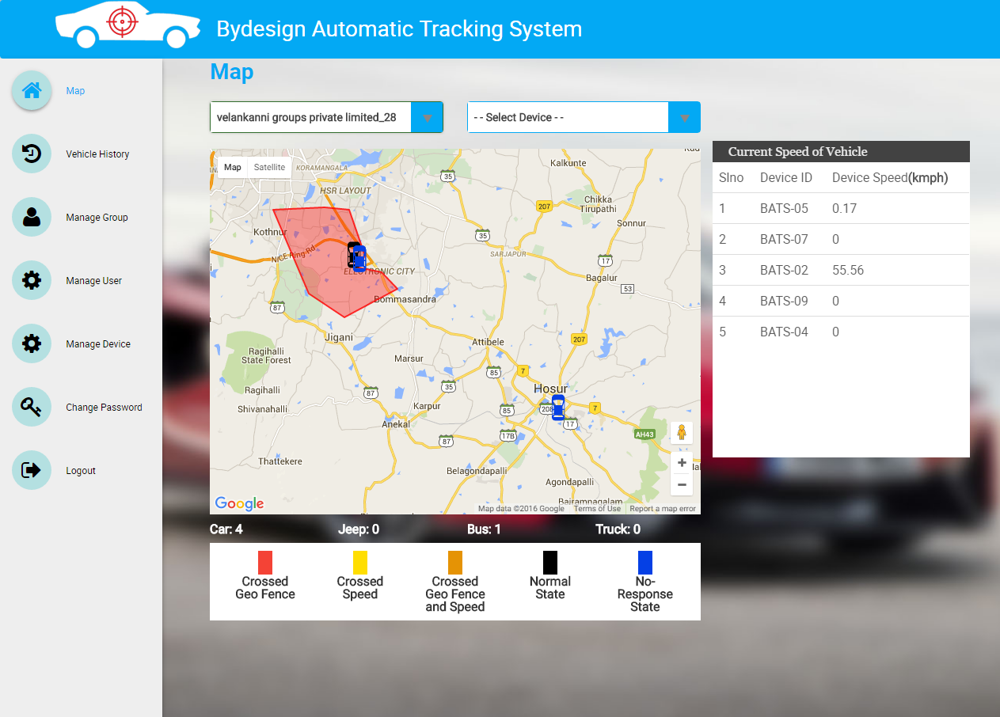 Bydesign Automatic Tracking System
Map
Vehicle History
Manage Group
Manage User
Manage Device
Change Password
Logout
Map
velankanni groups private limited_28
- - Select Device - -
Map
Satellite
KORAMANGALA
HSR LAYOUT
Kothnur
NICE Ring Rd
ELECTRONIC CITY
Bommasandra
87
Jigani
Ragihalli
State Forest
Ragihalli
Shivanahalli
Thattekere
Marsur
87
35
Karpur
Anekal
87
Attibele
85
7
85
17B
Belagondapalli
Kalkunte
35
207
Chikka
Tirupathi
Sonnur
35
SARJAPUR
17
Bagalur
53
207
Hosur
208
7
17
AH43
Agondapalli
Bairamnagalam
+
−
Google
Map data ©2016 Google
Terms of Use
Report a map error
Car: 4
Jeep: 0
Bus: 1
Truck: 0
Crossed
Geo Fence
Crossed
Speed
Crossed
Geo Fence
and Speed
Normal
State
No-
Response
State
Current Speed of Vehicle
Slno Device ID Device Speed(kmph)
1 BATS-05 0.17
2 BATS-07 0
3 BATS-02 55.56
4 BATS-09 0
5 BATS-04 0